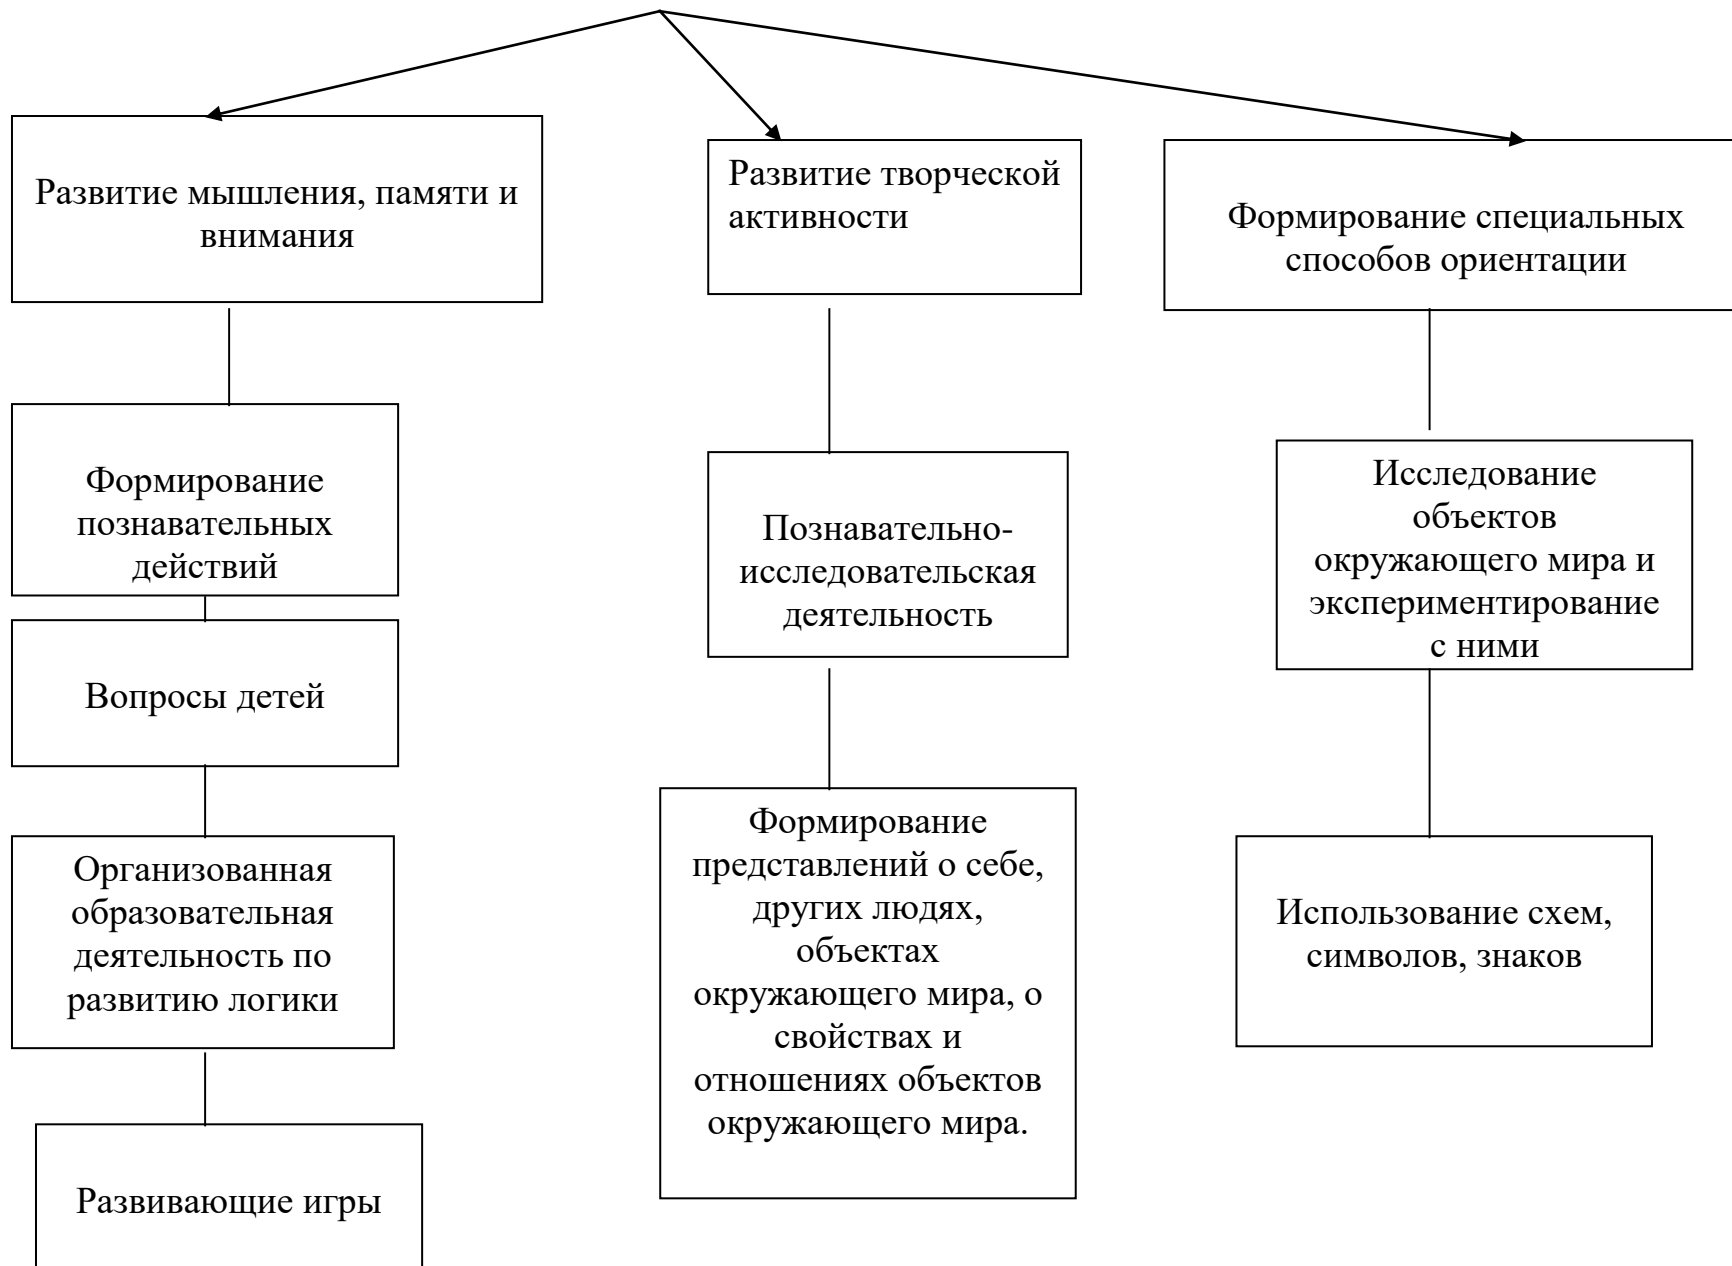 Развитие мышления, памяти и
внимания
Развитие творческой
активности
Формирование специальных
способов ориентации
Формирование
познавательных
действий
Познавательно-
исследовательская
деятельность
Исследование
объектов
окружающего мира и
экспериментирование
с ними
Вопросы детей
Организованная
образовательная
деятельность по
развитию логики
Формирование
представлений о себе,
других людях,
объектах
окружающего мира, о
свойствах и
отношениях объектов
окружающего мира.
Использование схем,
символов, знаков
Развивающие игры